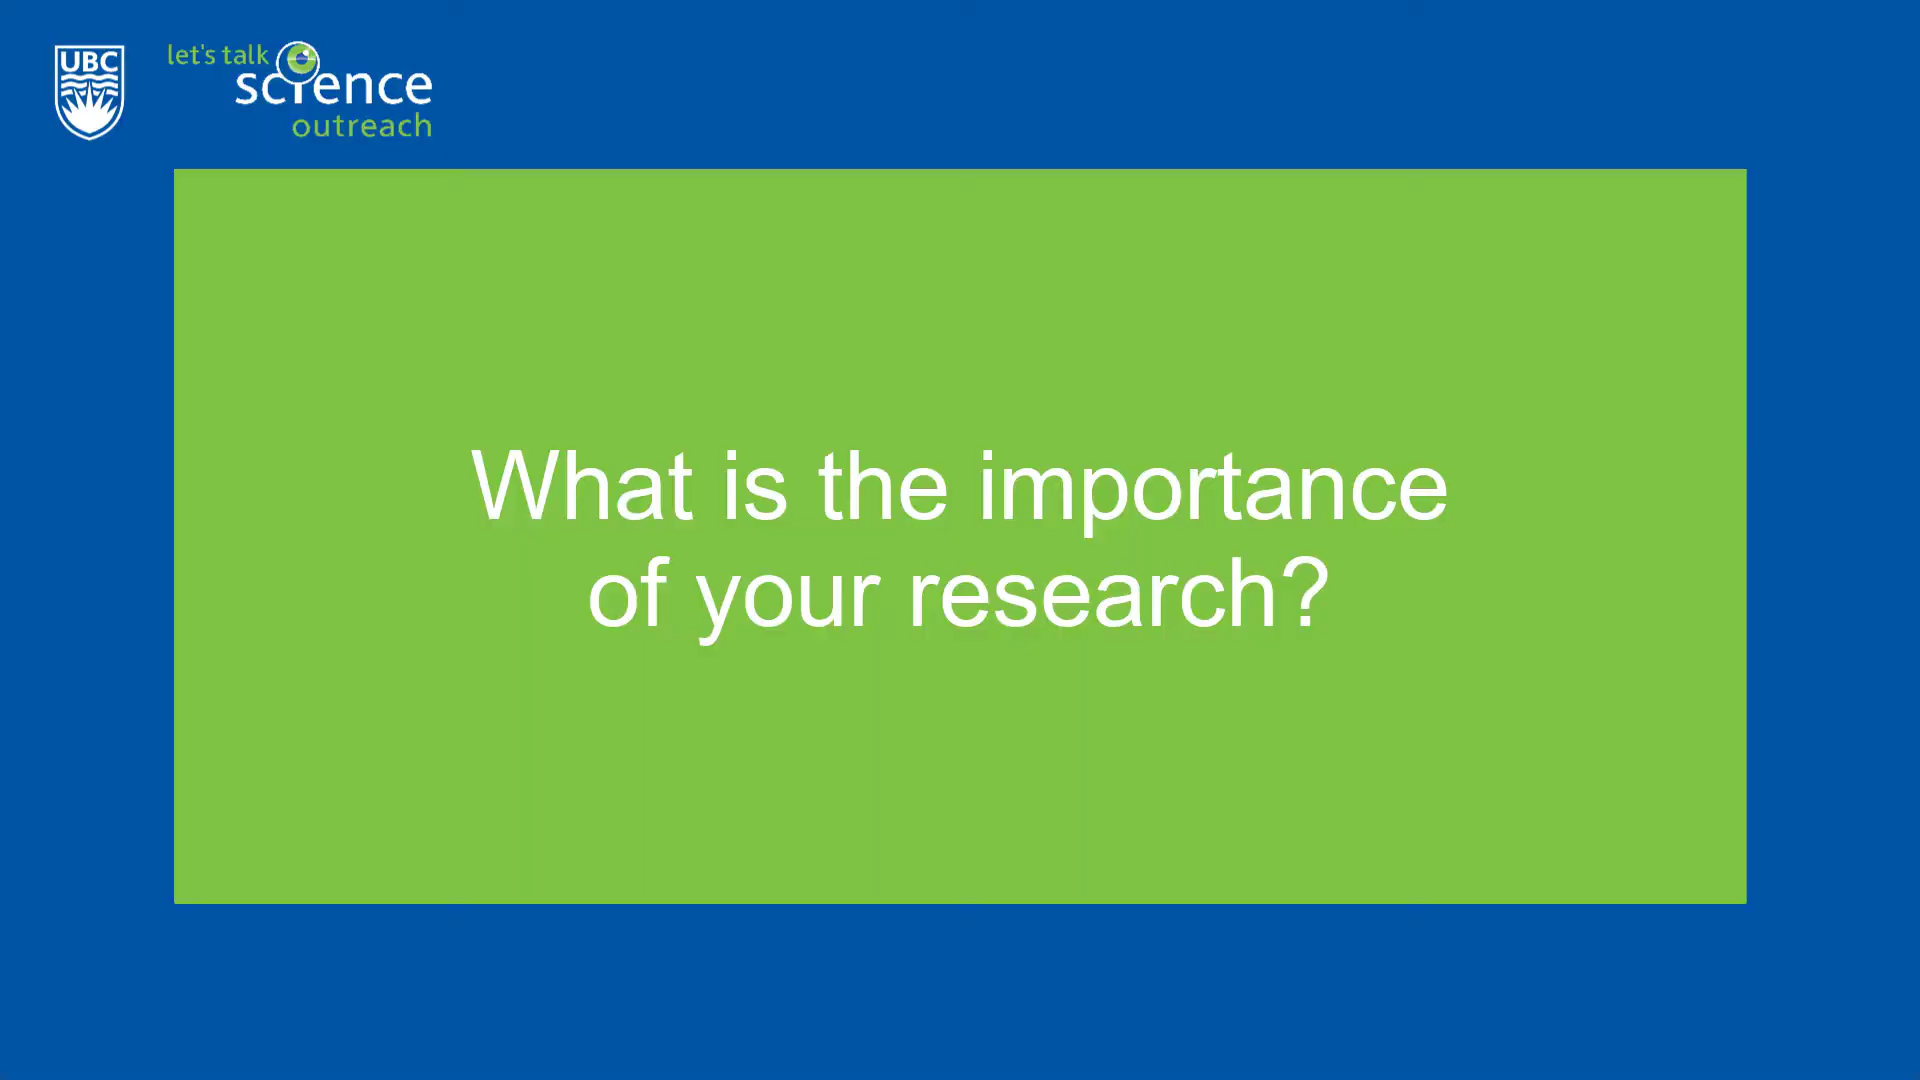 UBC
let's talk
science
outreach
What is the importance
of your research?